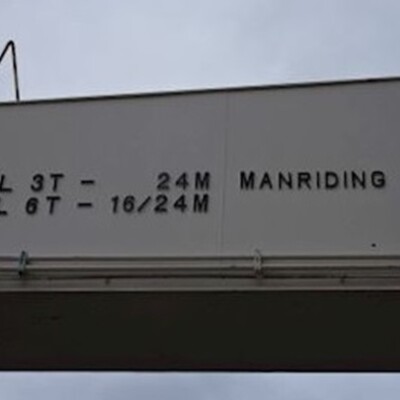 L 3T - 24M MANRIDING
L 6T - 16/24M